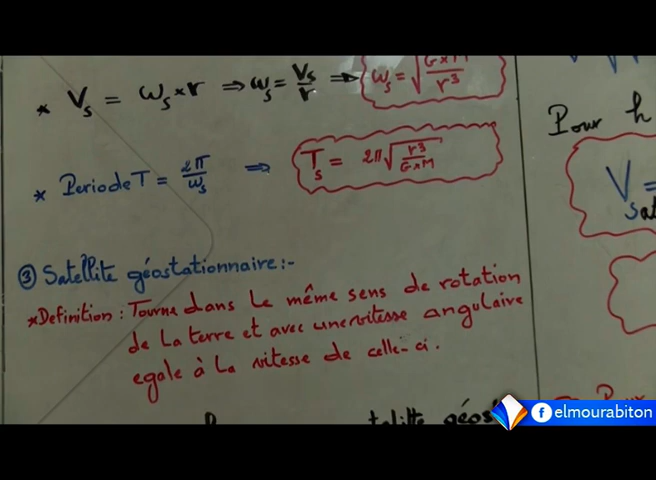 * Vs = ωs × r ⇒ ωs = Vs/r ⇒ ωs = √(G×M/r³)
Pour h
* Periode T = 2π/ωs ⇒ Ts = 2π√(r³/G×M)
V =
Sat
③ Satellite géostationnaire :-
* Definition : Tourne dans le même sens de rotation
de la terre et avec une vitesse angulaire
egale à la vitesse de celle-ci.
elmourabiton